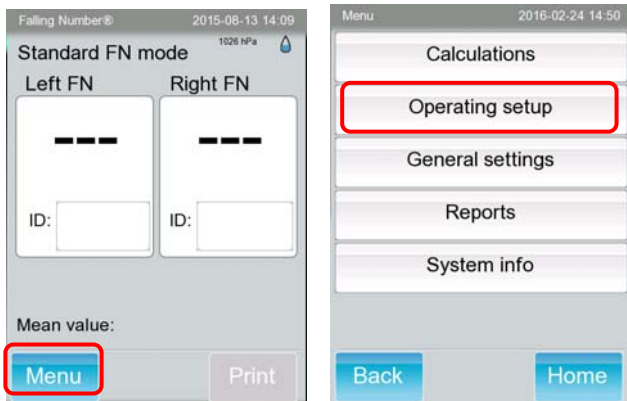 Falling Number® 2015-08-13 14:09
Standard FN mode 1026 hPa
Left FN Right FN
--- ---
ID: ID:
Mean value:
Menu Print
Menu 2016-02-24 14:50
Calculations
Operating setup
General settings
Reports
System info
Back Home